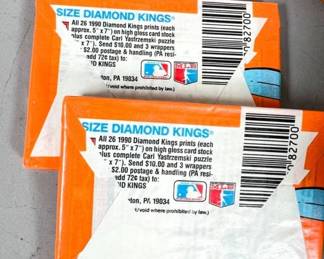 SIZE DIAMOND KINGS®
All 26 1990 Diamond Kings prints (each
approx. 5" x 7") on high gloss card stock
plus complete Carl Yastrzemski puzzle
x 7"). Send $10.00 and 3 wrappers
$2.00 postage & handling (PA resi-
add 72¢ tax) to:
KINGS
ton, PA 19034
(void where prohibited by law.)
82700
SIZE DIAMOND KINGS®
All 26 1990 Diamond Kings prints (each
approx. 5" x 7") on high gloss card stock
plus complete Carl Yastrzemski puzzle
x 7"). Send $10.00 and 3 wrappers
$2.00 postage & handling (PA resi-
add 72¢ tax) to:
KINGS
ton, PA 19034
(void where prohibited by law.)
82700